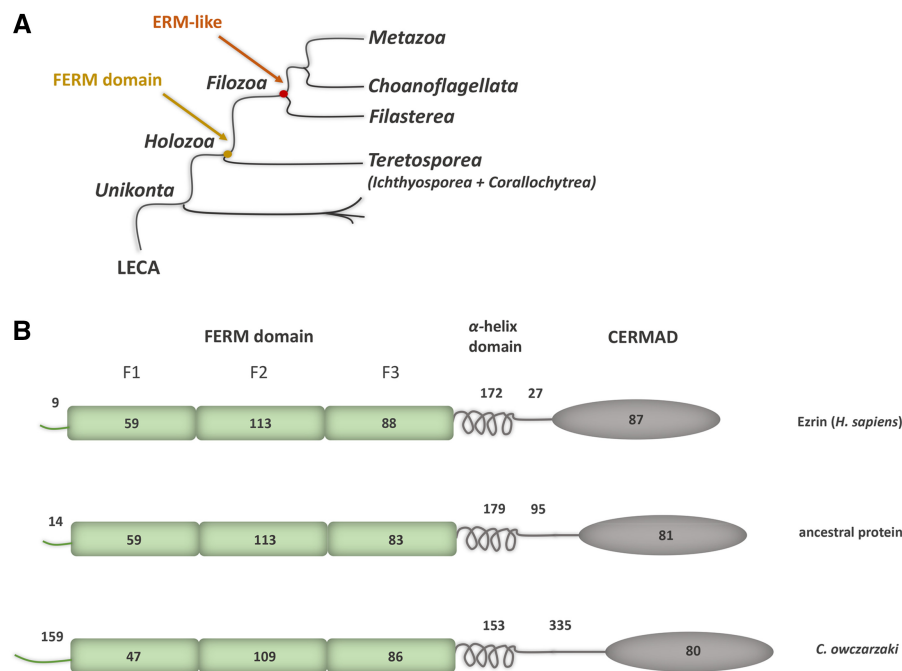 A
ERM-like
Metazoa
FERM domain
Filozoa
Choanoflagellata
Filasterea
Holozoa
Teretosporea
(Ichthyosporea + Corallochytrea)
Unikonta
LECA
B
FERM domain
α-helix
domain
CERMAD
F1 F2 F3
9 172 27
59 113 88 87 Ezrin (H. sapiens)
14 179 95
59 113 83 81 ancestral protein
159 153 335
47 109 86 80 C. owczarzaki